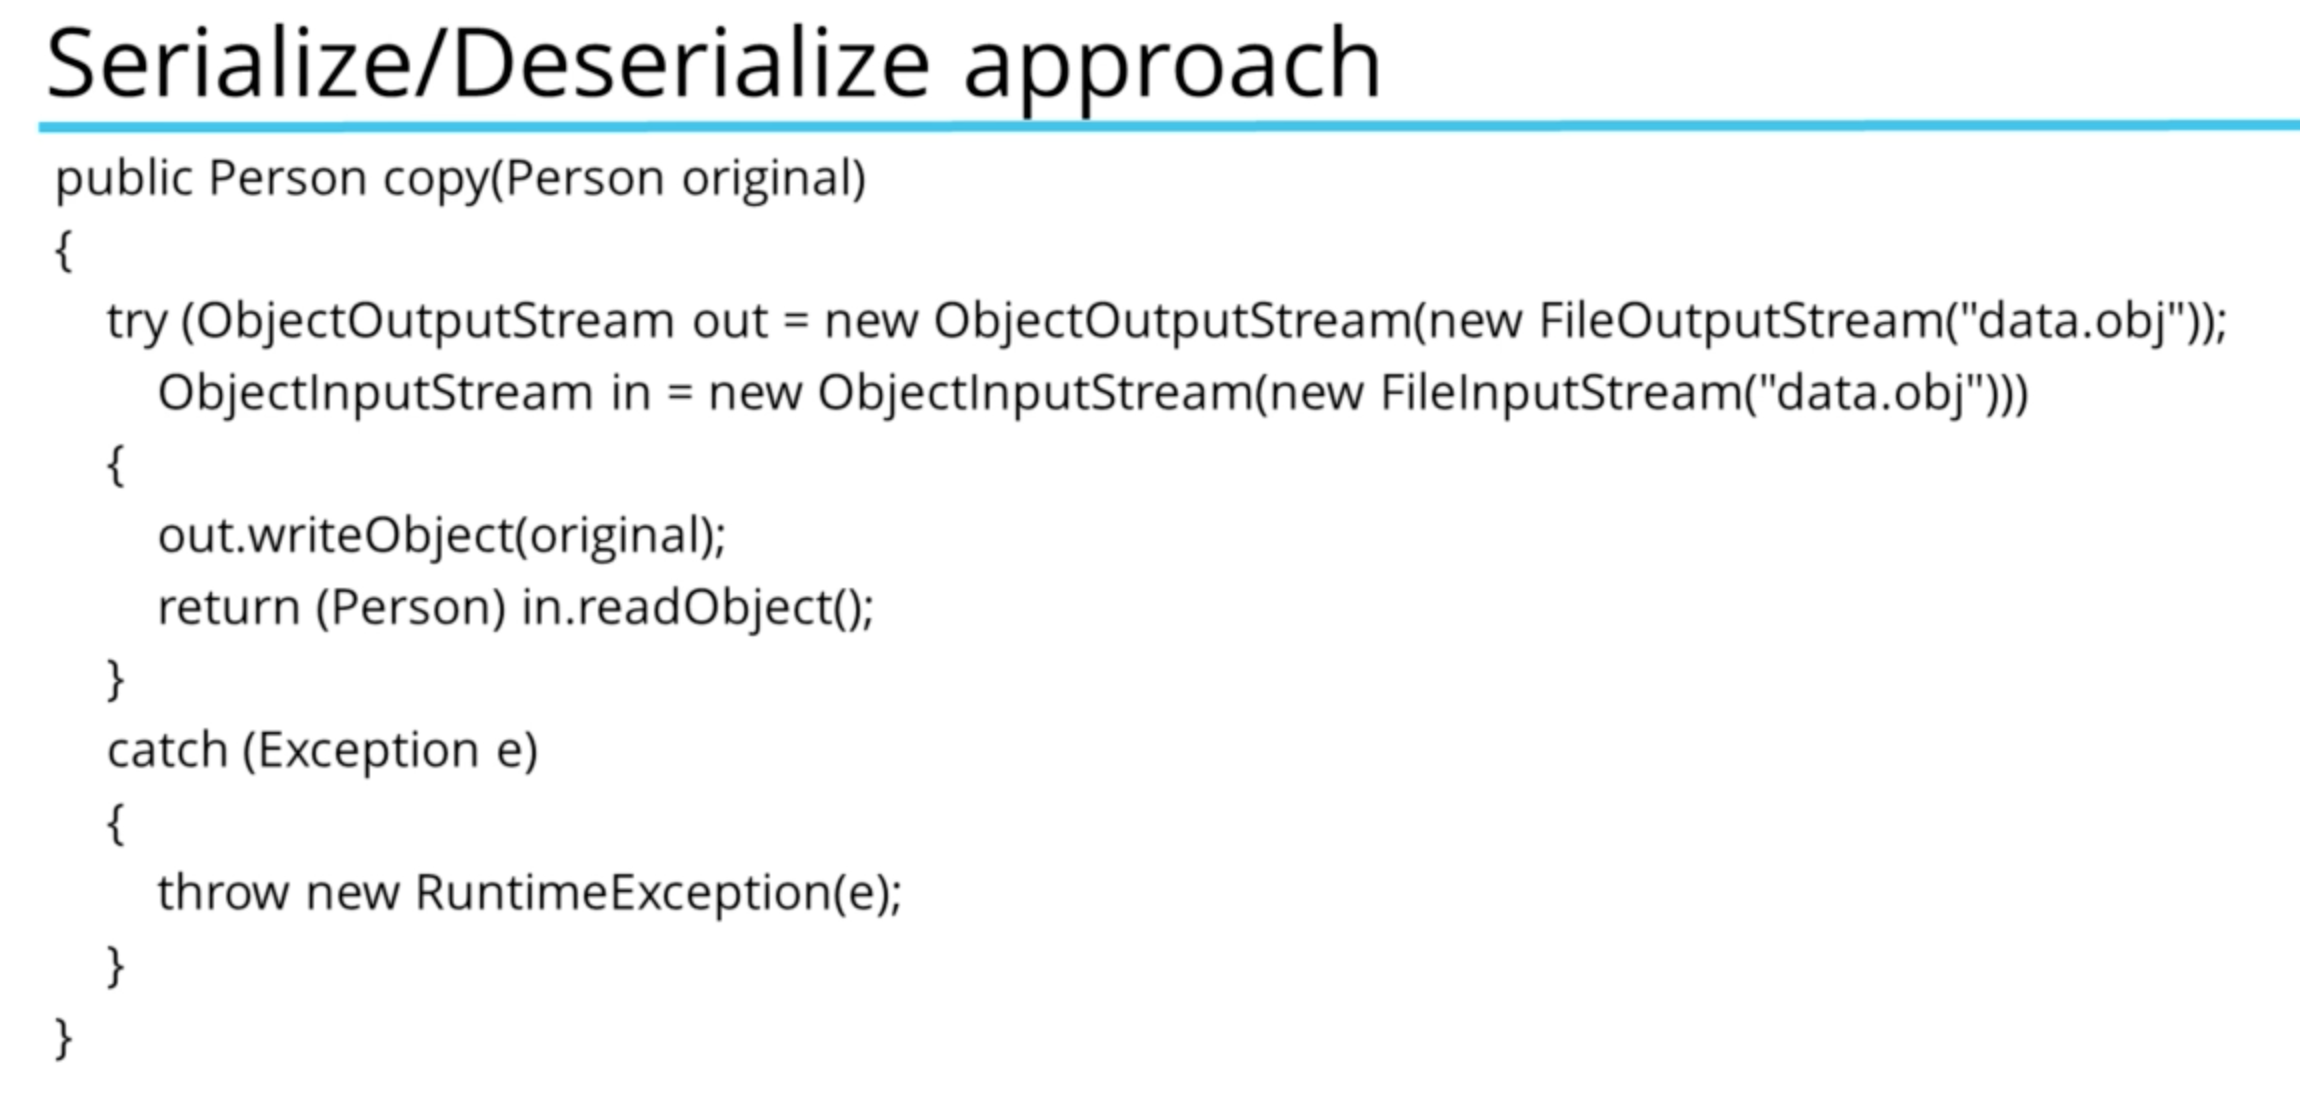 Serialize/Deserialize approach
public Person copy(Person original)
{
try (ObjectOutputStream out = new ObjectOutputStream(new FileOutputStream("data.obj"));
ObjectInputStream in = new ObjectInputStream(new FileInputStream("data.obj")))
{
out.writeObject(original);
return (Person) in.readObject();
}
catch (Exception e)
{
throw new RuntimeException(e);
}
}